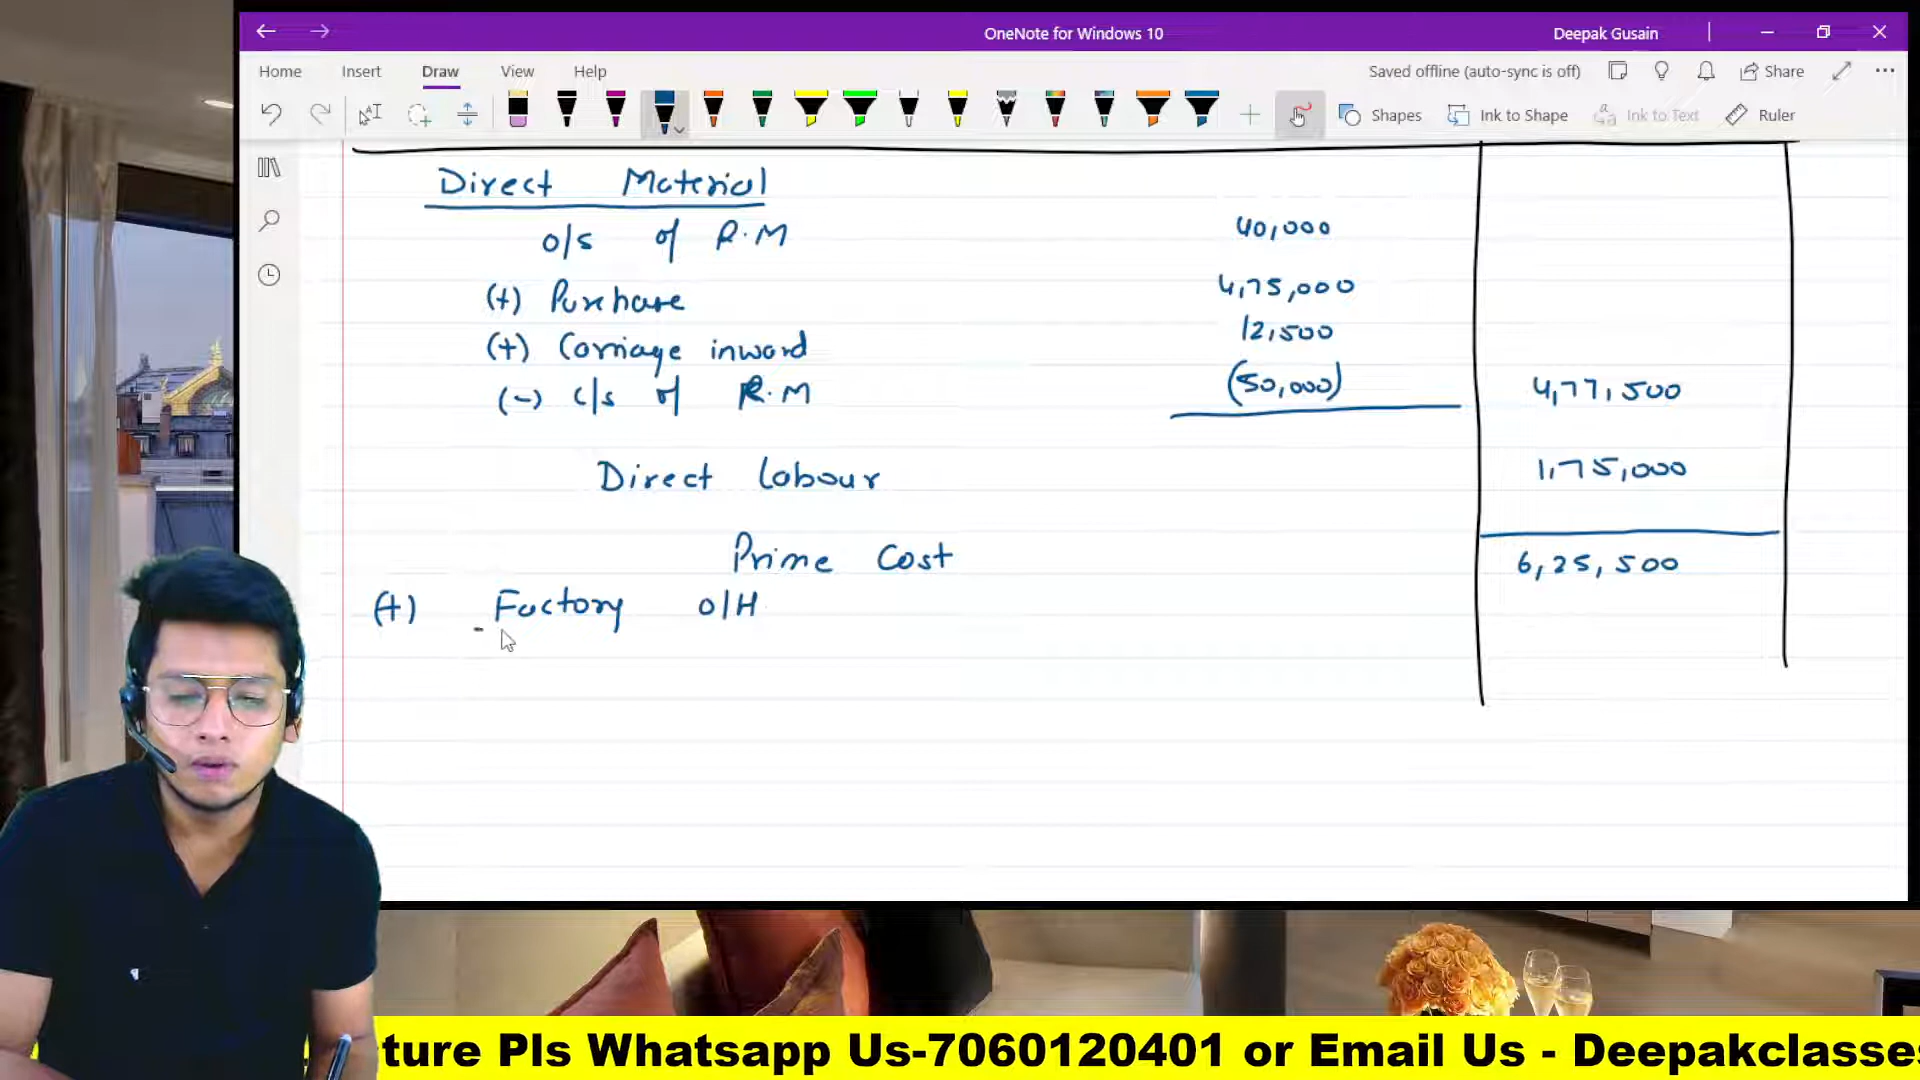 OneNote for Windows 10
Deepak Gusain
Home Insert Draw View Help
Saved offline (auto-sync is off) Share
Shapes Ink to Shape Ink to Text Ruler
Direct Material
o/s of R.M 40,000
(+) Purchase 4,75,000
(+) Carriage inward 12,500
(-) c/s of R.M (50,000) 4,77,500
Direct labour 1,75,000
Prime Cost 6,25,500
(+) Factory O/H
ture Pls Whatsapp Us-7060120401 or Email Us - Deepakclasses